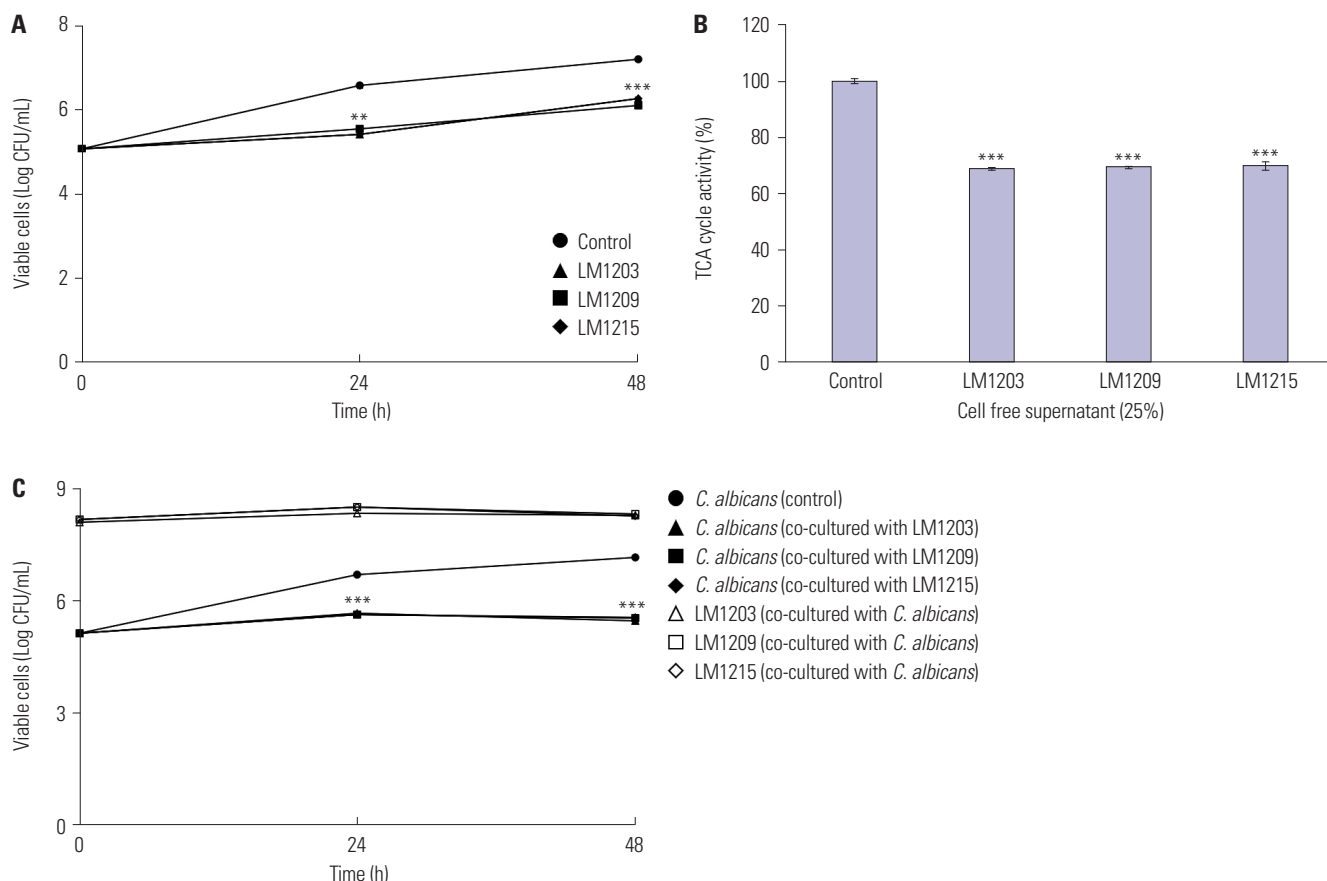 A
Viable cells (Log CFU/mL)
8
6
4
2
0
**
***
Control
LM1203
LM1209
LM1215
0
24
48
Time (h)
B
TCA cycle activity (%)
120
100
80
60
40
20
0
***
***
***
Control
LM1203
LM1209
LM1215
Cell free supernatant (25%)
C
Viable cells (Log CFU/mL)
9
6
3
0
***
***
0
24
48
Time (h)
C. albicans (control)
C. albicans (co-cultured with LM1203)
C. albicans (co-cultured with LM1209)
C. albicans (co-cultured with LM1215)
LM1203 (co-cultured with C. albicans)
LM1209 (co-cultured with C. albicans)
LM1215 (co-cultured with C. albicans)